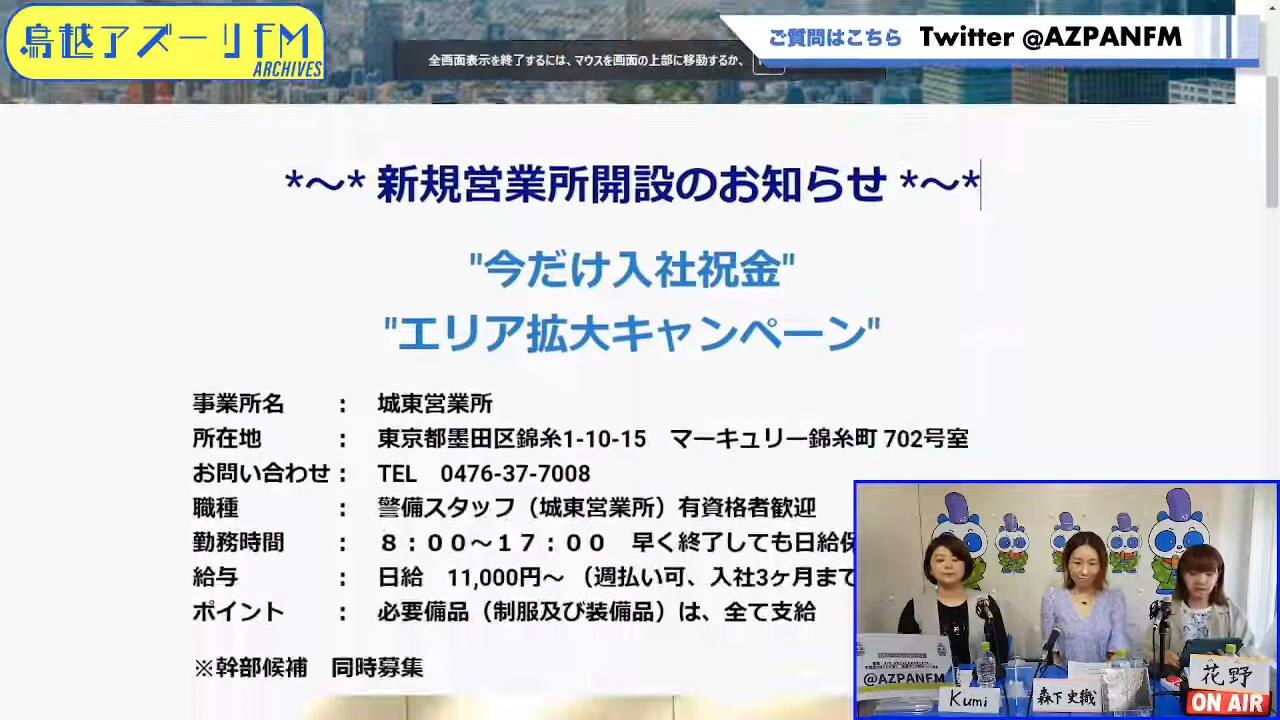 鳥越アズーリFM
ARCHIVES
ご質問はこちら Twitter @AZPANFM
全画面表示を終了するには、マウスを画面の上部に移動するか、
*～* 新規営業所開設のお知らせ *～*
"今だけ入社祝金"
"エリア拡大キャンペーン"
事業所名 : 城東営業所
所在地 : 東京都墨田区錦糸1-10-15 マーキュリー錦糸町 702号室
お問い合わせ : TEL 0476-37-7008
職種 : 警備スタッフ（城東営業所）有資格者歓迎
勤務時間 : ８：００～１７：００ 早く終了しても日給保
給与 : 日給 11,000円～ （週払い可、入社3ヶ月まで
ポイント : 必要備品（制服及び装備品）は、全て支給
※幹部候補 同時募集
@AZPANFM
Kumi
森下史織
花野
ON AIR